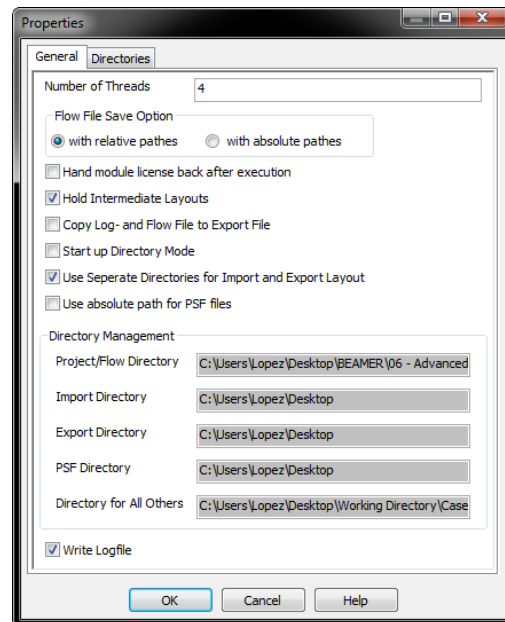 Properties
General Directories
Number of Threads 4
Flow File Save Option
with relative pathes with absolute pathes
Hand module license back after execution
Hold Intermediate Layouts
Copy Log- and Flow File to Export File
Start up Directory Mode
Use Seperate Directories for Import and Export Layout
Use absolute path for PSF files
Directory Management
Project/Flow Directory C:\Users\Lopez\Desktop\BEAMER\06 - Advanced
Import Directory C:\Users\Lopez\Desktop
Export Directory C:\Users\Lopez\Desktop
PSF Directory C:\Users\Lopez\Desktop
Directory for All Others C:\Users\Lopez\Desktop\Working Directory\Case
Write Logfile
OK Cancel Help